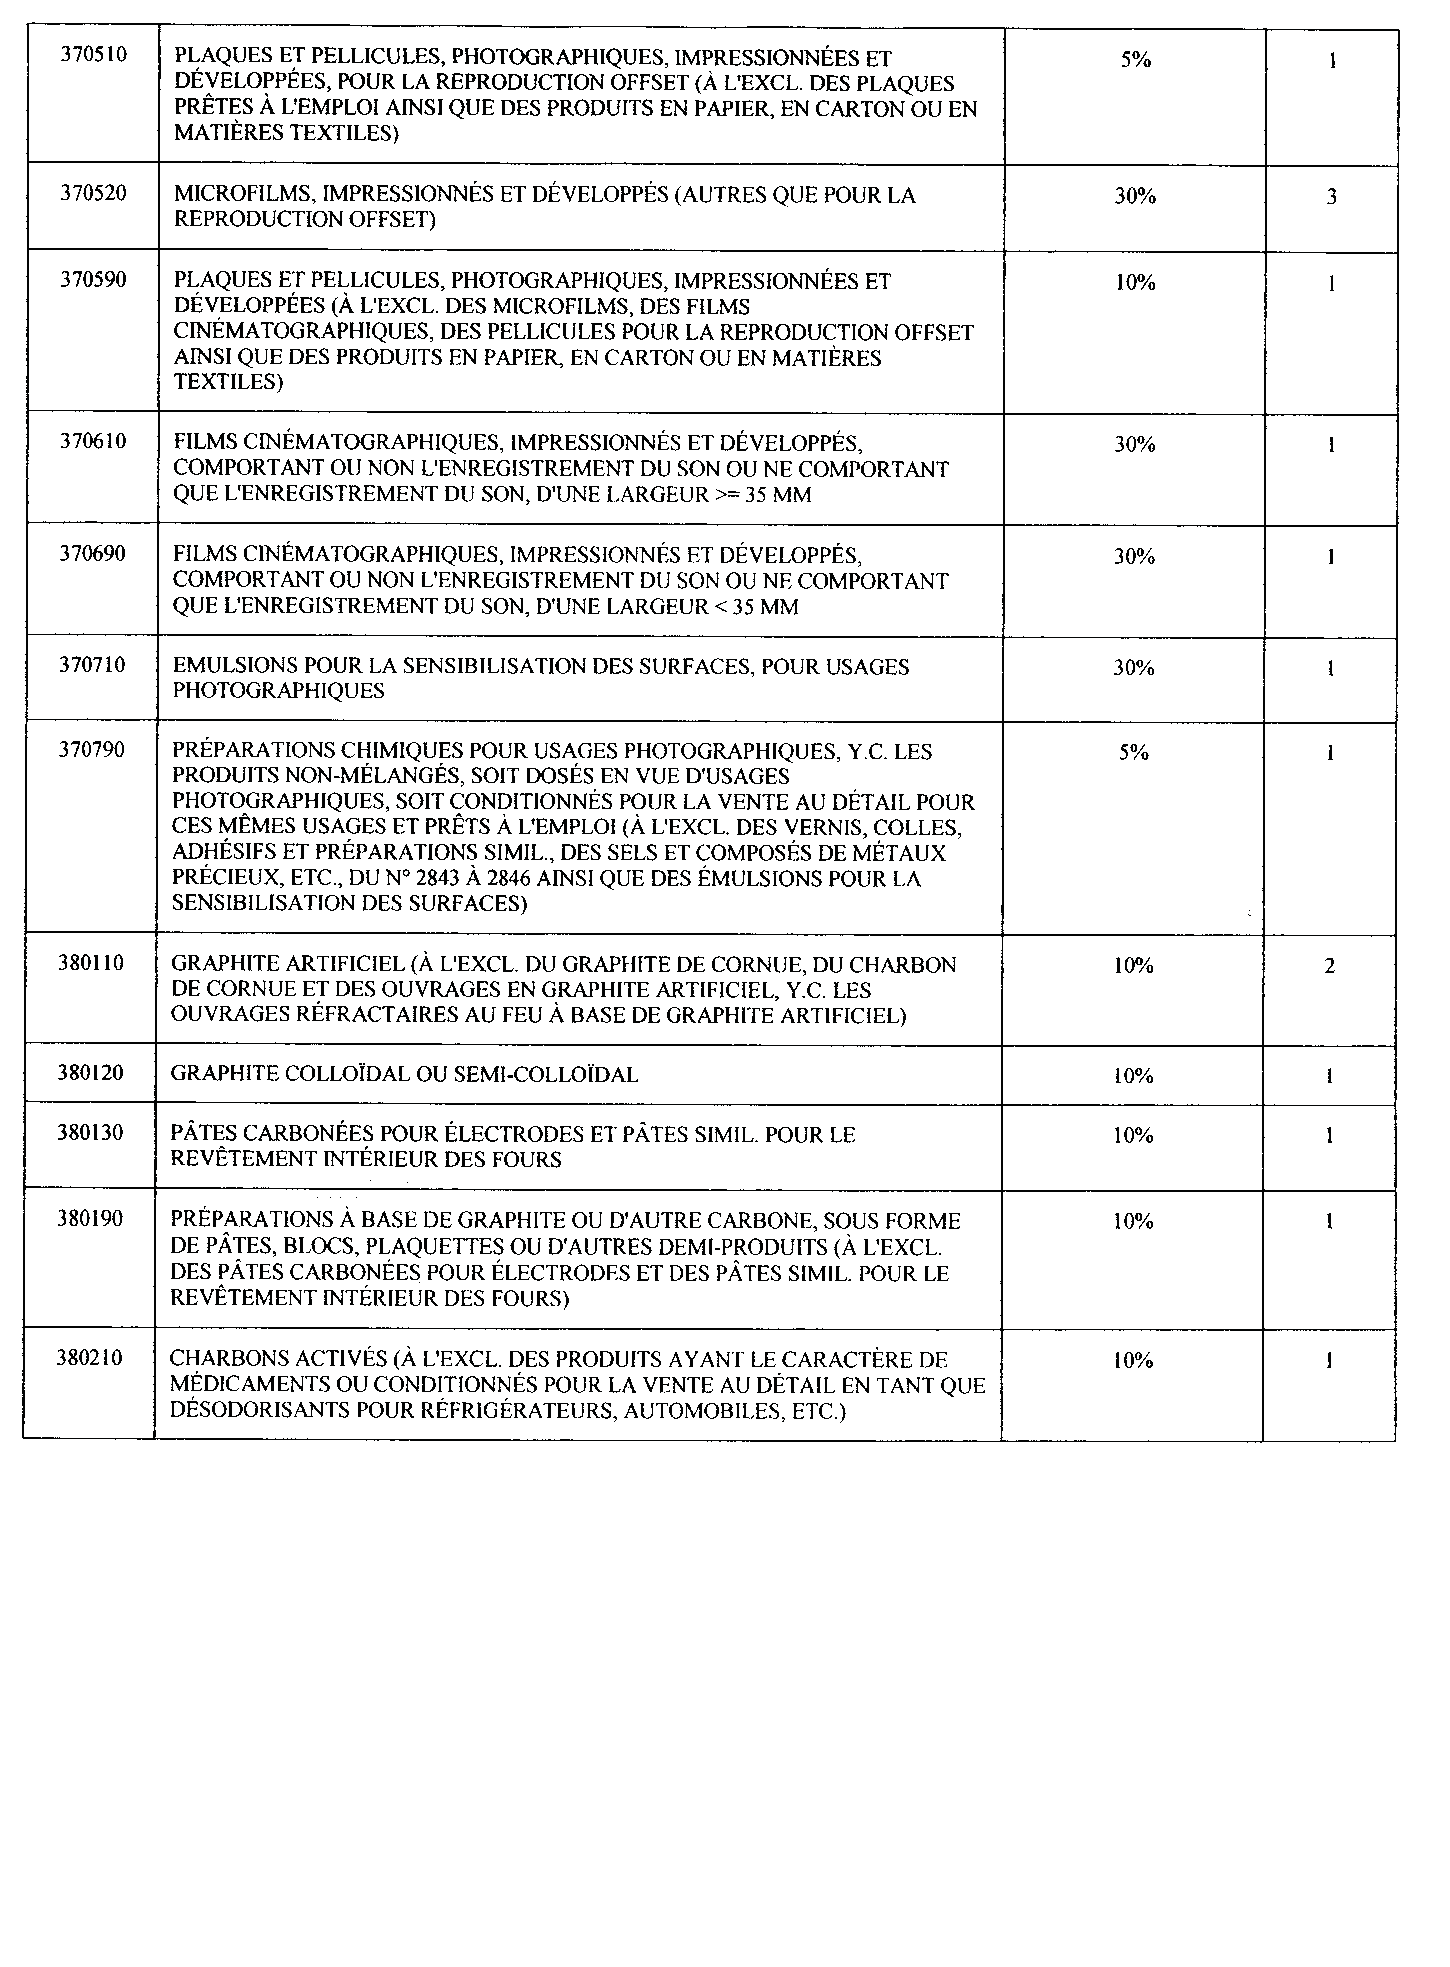 370510 PLAQUES ET PELLICULES, PHOTOGRAPHIQUES, IMPRESSIONNÉES ET 5% 1
DÉVELOPPÉES, POUR LA REPRODUCTION OFFSET (À L'EXCL. DES PLAQUES
PRÊTES À L'EMPLOI AINSI QUE DES PRODUITS EN PAPIER, EN CARTON OU EN
MATIÈRES TEXTILES)
370520 MICROFILMS, IMPRESSIONNÉS ET DÉVELOPPÉS (AUTRES QUE POUR LA 30% 3
REPRODUCTION OFFSET)
370590 PLAQUES ET PELLICULES, PHOTOGRAPHIQUES, IMPRESSIONNÉES ET 10% 1
DÉVELOPPÉES (À L'EXCL. DES MICROFILMS, DES FILMS
CINÉMATOGRAPHIQUES, DES PELLICULES POUR LA REPRODUCTION OFFSET
AINSI QUE DES PRODUITS EN PAPIER, EN CARTON OU EN MATIÈRES
TEXTILES)
370610 FILMS CINÉMATOGRAPHIQUES, IMPRESSIONNÉS ET DÉVELOPPÉS, 30% 1
COMPORTANT OU NON L'ENREGISTREMENT DU SON OU NE COMPORTANT
QUE L'ENREGISTREMENT DU SON, D'UNE LARGEUR >= 35 MM
370690 FILMS CINÉMATOGRAPHIQUES, IMPRESSIONNÉS ET DÉVELOPPÉS, 30% 1
COMPORTANT OU NON L'ENREGISTREMENT DU SON OU NE COMPORTANT
QUE L'ENREGISTREMENT DU SON, D'UNE LARGEUR < 35 MM
370710 EMULSIONS POUR LA SENSIBILISATION DES SURFACES, POUR USAGES 30% 1
PHOTOGRAPHIQUES
370790 PRÉPARATIONS CHIMIQUES POUR USAGES PHOTOGRAPHIQUES, Y.C. LES 5% 1
PRODUITS NON-MÉLANGÉS, SOIT DOSÉS EN VUE D'USAGES
PHOTOGRAPHIQUES, SOIT CONDITIONNÉS POUR LA VENTE AU DÉTAIL POUR
CES MÊMES USAGES ET PRÊTS À L'EMPLOI (À L'EXCL. DES VERNIS, COLLES,
ADHÉSIFS ET PRÉPARATIONS SIMIL., DES SELS ET COMPOSÉS DE MÉTAUX
PRÉCIEUX, ETC., DU N° 2843 À 2846 AINSI QUE DES ÉMULSIONS POUR LA
SENSIBILISATION DES SURFACES)
380110 GRAPHITE ARTIFICIEL (À L'EXCL. DU GRAPHITE DE CORNUE, DU CHARBON 10% 2
DE CORNUE ET DES OUVRAGES EN GRAPHITE ARTIFICIEL, Y.C. LES
OUVRAGES RÉFRACTAIRES AU FEU À BASE DE GRAPHITE ARTIFICIEL)
380120 GRAPHITE COLLOÏDAL OU SEMI-COLLOÏDAL 10% 1
380130 PÂTES CARBONÉES POUR ÉLECTRODES ET PÂTES SIMIL. POUR LE 10% 1
REVÊTEMENT INTÉRIEUR DES FOURS
380190 PRÉPARATIONS À BASE DE GRAPHITE OU D'AUTRE CARBONE, SOUS FORME 10% 1
DE PÂTES, BLOCS, PLAQUETTES OU D'AUTRES DEMI-PRODUITS (À L'EXCL.
DES PÂTES CARBONÉES POUR ÉLECTRODES ET DES PÂTES SIMIL. POUR LE
REVÊTEMENT INTÉRIEUR DES FOURS)
380210 CHARBONS ACTIVÉS (À L'EXCL. DES PRODUITS AYANT LE CARACTÈRE DE 10% 1
MÉDICAMENTS OU CONDITIONNÉS POUR LA VENTE AU DÉTAIL EN TANT QUE
DÉSODORISANTS POUR RÉFRIGÉRATEURS, AUTOMOBILES, ETC.)